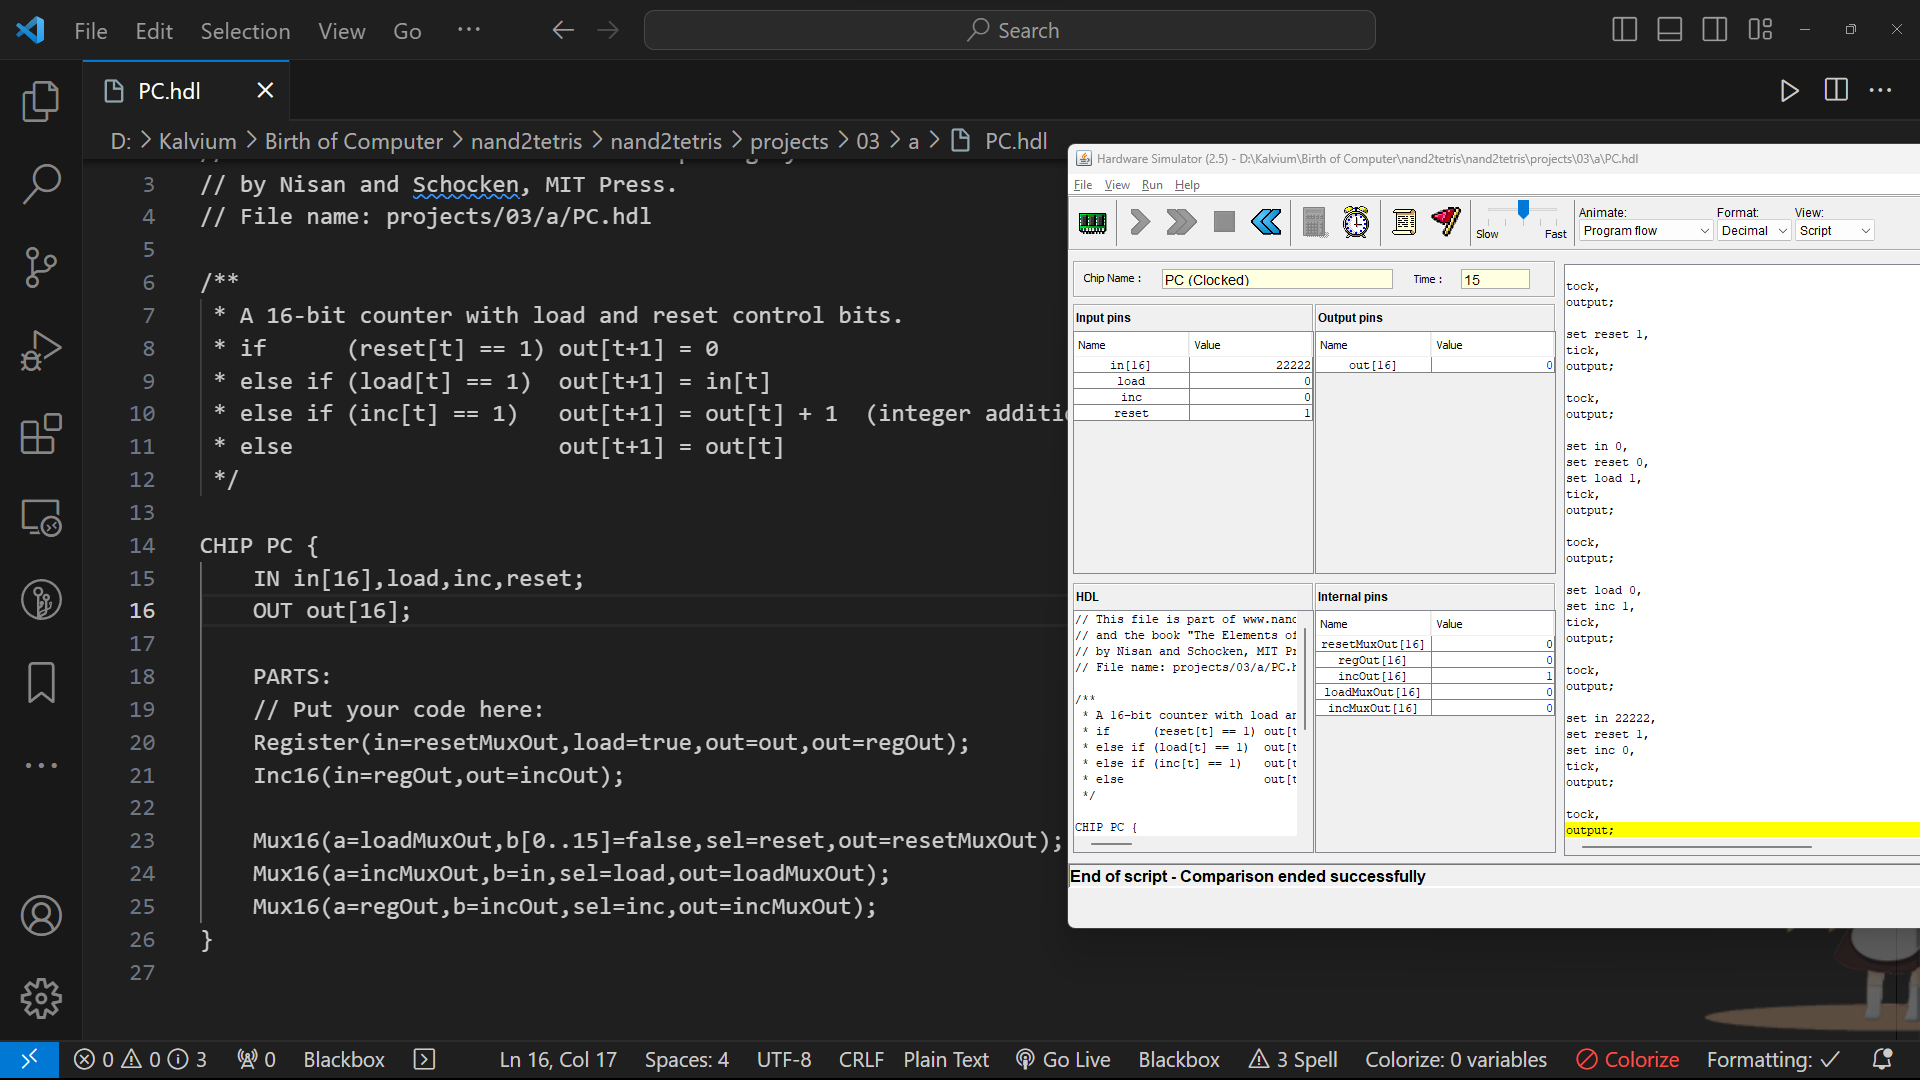 File Edit Selection View Go ··· Search
PC.hdl
D: > Kalvium > Birth of Computer > nand2tetris > nand2tetris > projects > 03 > a > PC.hdl
3 // by Nisan and Schocken, MIT Press.
4 // File name: projects/03/a/PC.hdl
5
6 /**
7  * A 16-bit counter with load and reset control bits.
8  * if      (reset[t] == 1) out[t+1] = 0
9  * else if (load[t] == 1)  out[t+1] = in[t]
10  * else if (inc[t] == 1)   out[t+1] = out[t] + 1  (integer additi
11  * else                    out[t+1] = out[t]
12  */
13
14 CHIP PC {
15     IN in[16],load,inc,reset;
16     OUT out[16];
17
18     PARTS:
19     // Put your code here:
20     Register(in=resetMuxOut,load=true,out=out,out=regOut);
21     Inc16(in=regOut,out=incOut);
22
23     Mux16(a=loadMuxOut,b[0..15]=false,sel=reset,out=resetMuxOut);
24     Mux16(a=incMuxOut,b=in,sel=load,out=loadMuxOut);
25     Mux16(a=regOut,b=incOut,sel=inc,out=incMuxOut);
26 }
27
Hardware Simulator (2.5) - D:\Kalvium\Birth of Computer\nand2tetris\nand2tetris\projects\03\a\PC.hdl
File View Run Help
Slow Fast
Animate: Format: View:
Program flow Decimal Script
Chip Name : PC (Clocked) Time : 15
Input pins
Name Value
in[16] 22222
load 0
inc 0
reset 1
Output pins
Name Value
out[16] 0
HDL
// This file is part of www.nand
// and the book "The Elements of
// by Nisan and Schocken, MIT Pr
// File name: projects/03/a/PC.h
/**
 * A 16-bit counter with load an
 * if      (reset[t] == 1) out[t
 * else if (load[t] == 1)  out[t
 * else if (inc[t] == 1)   out[t
 * else                    out[t
 */
CHIP PC {
Internal pins
Name Value
resetMuxOut[16] 0
regOut[16] 0
incOut[16] 1
loadMuxOut[16] 0
incMuxOut[16] 0
tock,
output;
set reset 1,
tick,
output;
tock,
output;
set in 0,
set reset 0,
set load 1,
tick,
output;
tock,
output;
set load 0,
set inc 1,
tick,
output;
tock,
output;
set in 22222,
set reset 1,
set inc 0,
tick,
output;
tock,
output;
End of script - Comparison ended successfully
0 0 3 0 Blackbox Ln 16, Col 17 Spaces: 4 UTF-8 CRLF Plain Text Go Live Blackbox 3 Spell Colorize: 0 variables Colorize Formatting: ✓